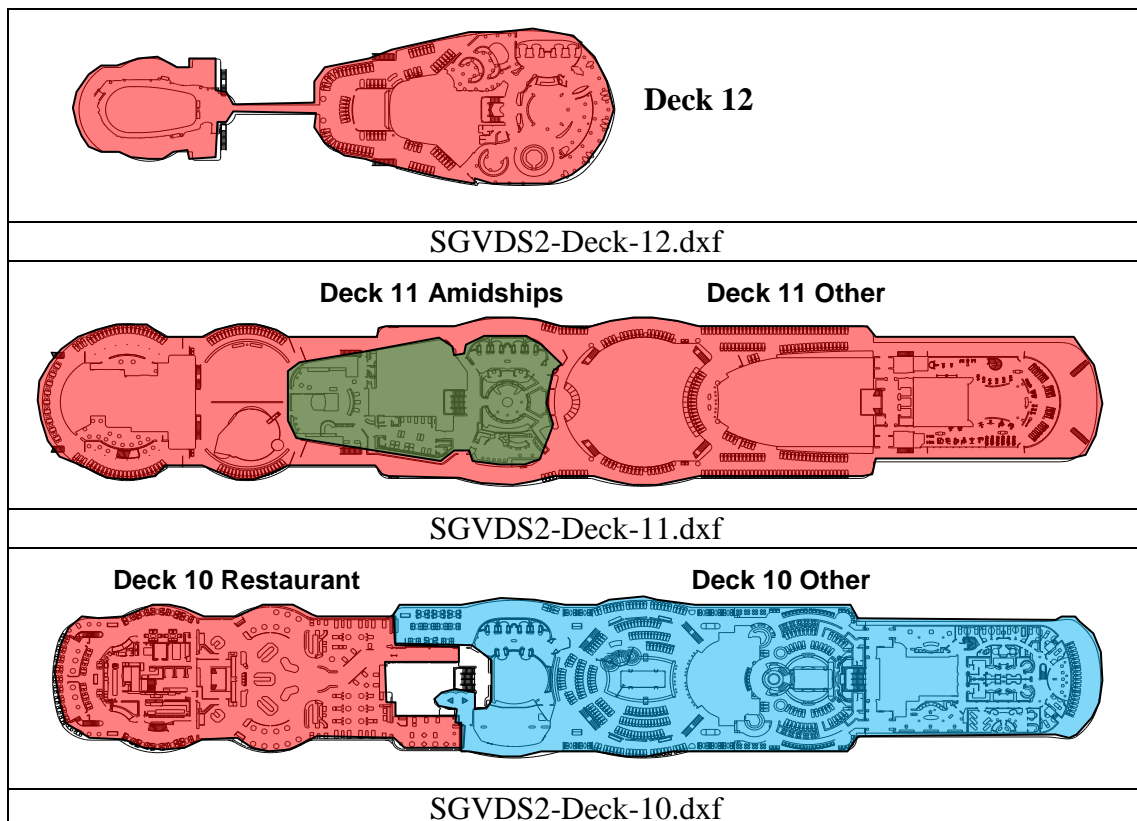 Deck 12
SGVDS2-Deck-12.dxf
Deck 11 Amidships Deck 11 Other
SGVDS2-Deck-11.dxf
Deck 10 Restaurant Deck 10 Other
SGVDS2-Deck-10.dxf